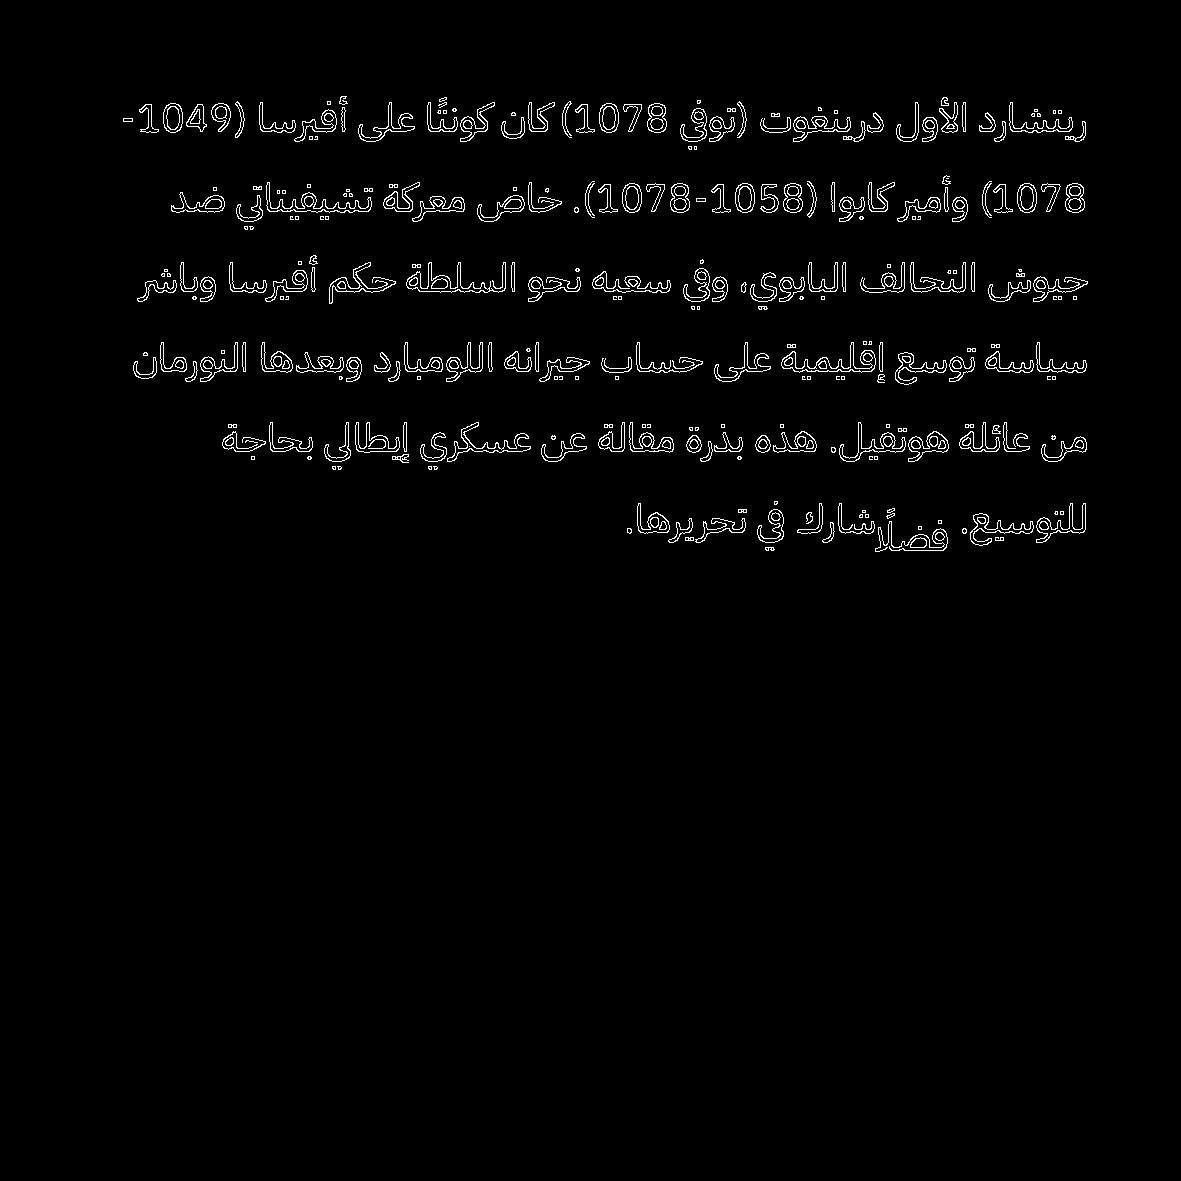 ريتشارد الأول درينغوت (توفي 1078) كان كونتًا على أفيرسا (1049-
1078) وأمير كابوا (1058-1078). خاض معركة تشيفيتاتي ضد
جيوش التحالف البابوي، وفي سعيه نحو السلطة حكم أفيرسا وباشر
سياسة توسع إقليمية على حساب جيرانه اللومبارد وبعدها النورمان
من عائلة هوتفيل. هذه بذرة مقالة عن عسكري إيطالي بحاجة
للتوسيع. فضلًا شارك في تحريرها.